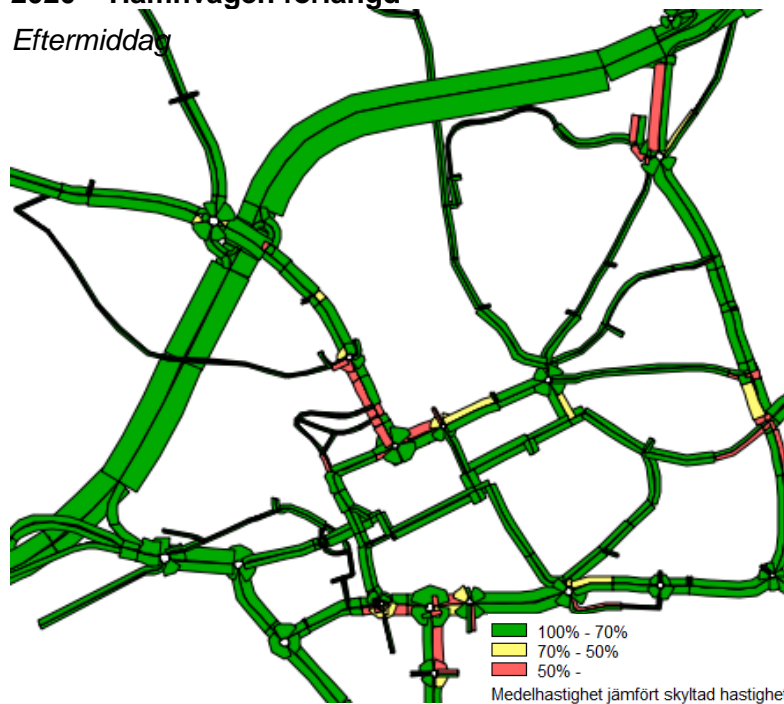 Eftermiddag
100% - 70%
70% - 50%
50% -
Medelhastighet jämfört skyltad hastighet